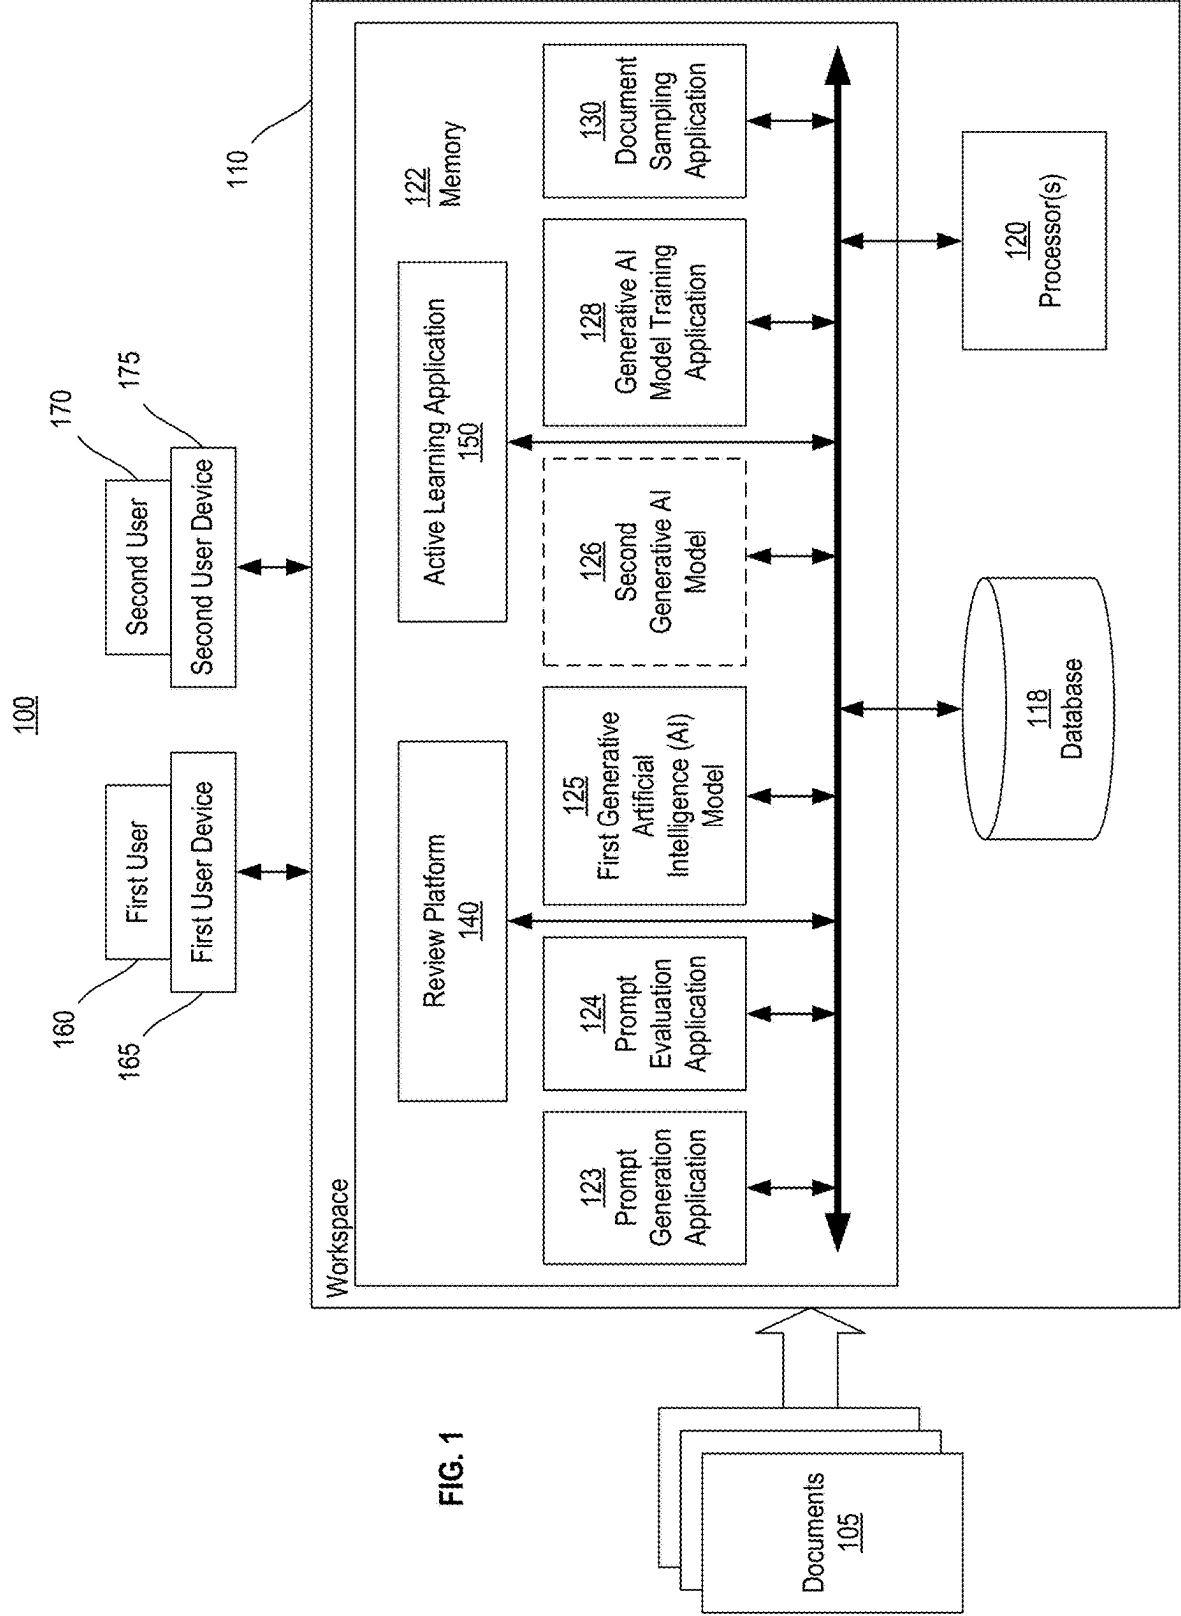 100
160
First User
165
First User Device
Second User
170
Second User Device
175
110
Workspace
Review Platform
140
Active Learning Application
150
122
Memory
123
Prompt
Generation
Application
124
Prompt
Evaluation
Application
125
First Generative
Artificial
Intelligence (AI)
Model
126
Second
Generative AI
Model
128
Generative AI
Model Training
Application
130
Document
Sampling
Application
118
Database
120
Processor(s)
FIG. 1
Documents
105